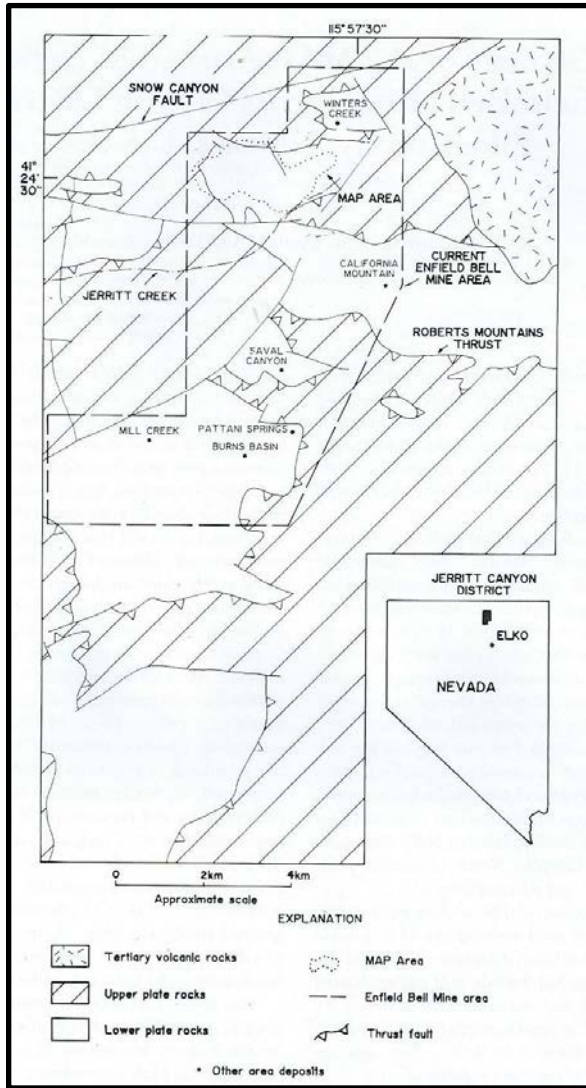 115° 57' 30"
SNOW CANYON
FAULT
WINTERS
CREEK
41°
24'
30"
MAP AREA
CURRENT
ENFIELD BELL
MINE AREA
CALIFORNIA
MOUNTAIN
JERRITT CREEK
ROBERTS MOUNTAINS
THRUST
SAVAL
CANYON
MILL CREEK
PATTANI SPRINGS
BURNS BASIN
JERRITT CANYON
DISTRICT
ELKO
NEVADA
0 2km 4km
Approximate scale
EXPLANATION
Tertiary volcanic rocks
MAP Area
Upper plate rocks
Enfield Bell Mine area
Lower plate rocks
Thrust fault
Other area deposits